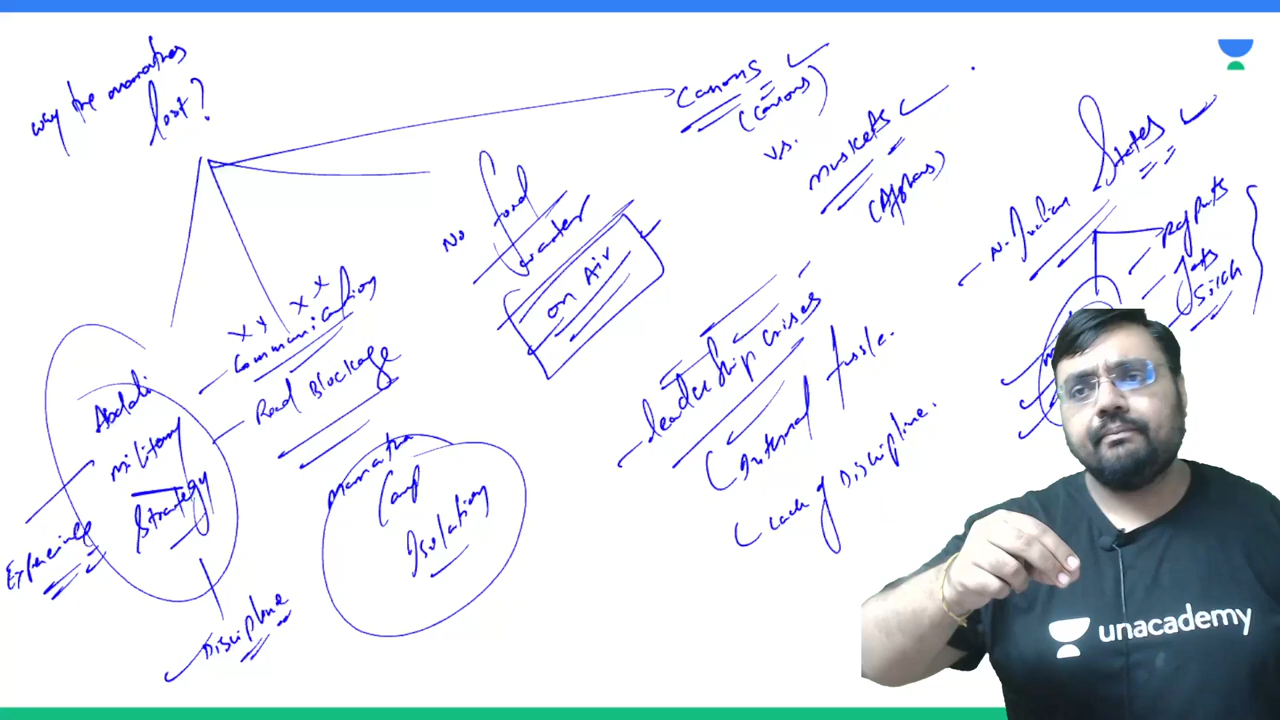 why the marathas
lost?
Canons
(Canons)
vs.
muskets
(Afghans)
No food
water
on Air
N. Indian States
Rajputs
Jats
Sikh
Communication
Road Blockage
Abdali
military
Strategy
Experience
Discipline
Maratha
Camp
Isolation
leadership crises
(Internal tussle.
(Lack of Discipline.
unacademy